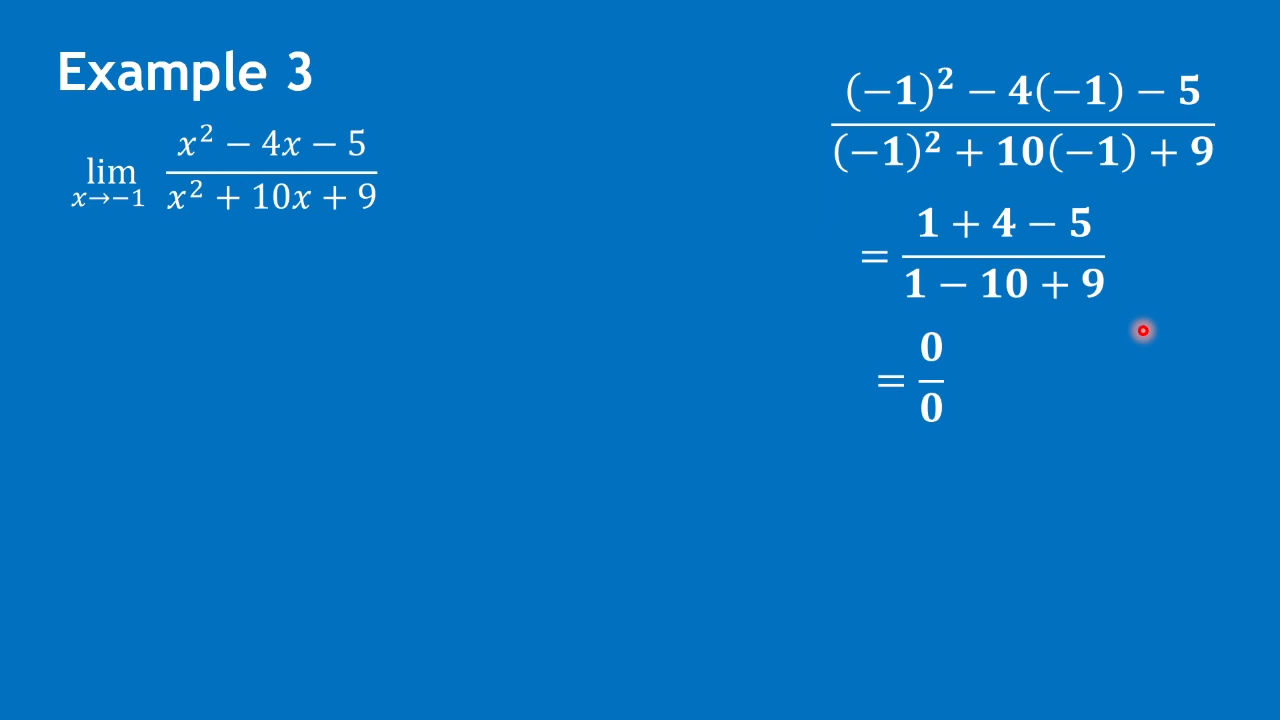 Example 3
lim x→−1 (x² − 4x − 5)/(x² + 10x + 9)
((−1)² − 4(−1) − 5)/((−1)² + 10(−1) + 9)
= (1 + 4 − 5)/(1 − 10 + 9)
= 0/0